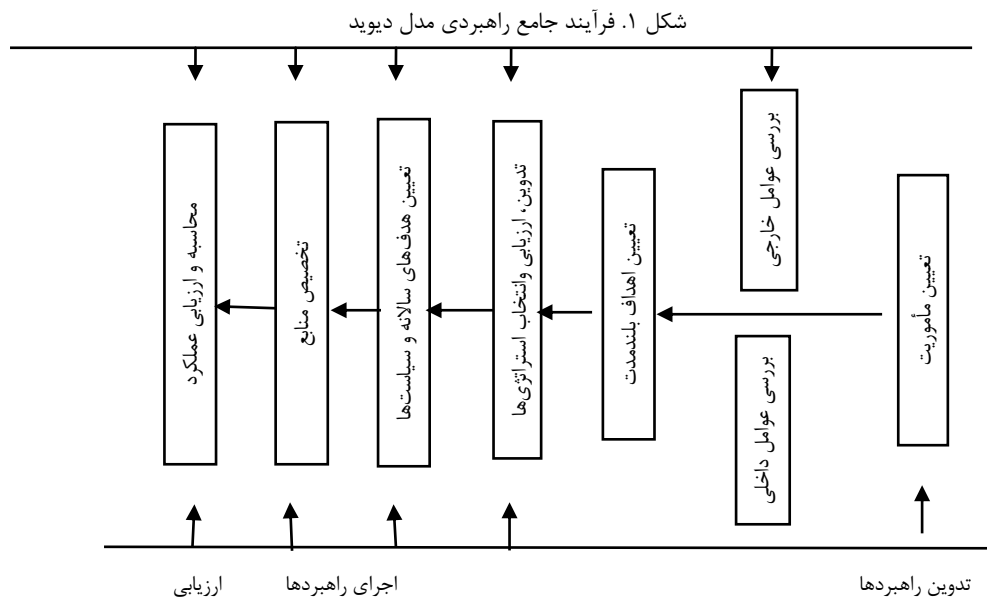 شکل ۱. فرآیند جامع راهبردی مدل دیوید
تعیین مأموریت
بررسی عوامل خارجی
بررسی عوامل داخلی
تعیین اهداف بلندمدت
تدوین، ارزیابی وانتخاب استراتژی‌ها
تعیین هدف‌های سالانه و سیاست‌ها
تخصیص منابع
محاسبه و ارزیابی عملکرد
تدوین راهبردها
اجرای راهبردها
ارزیابی